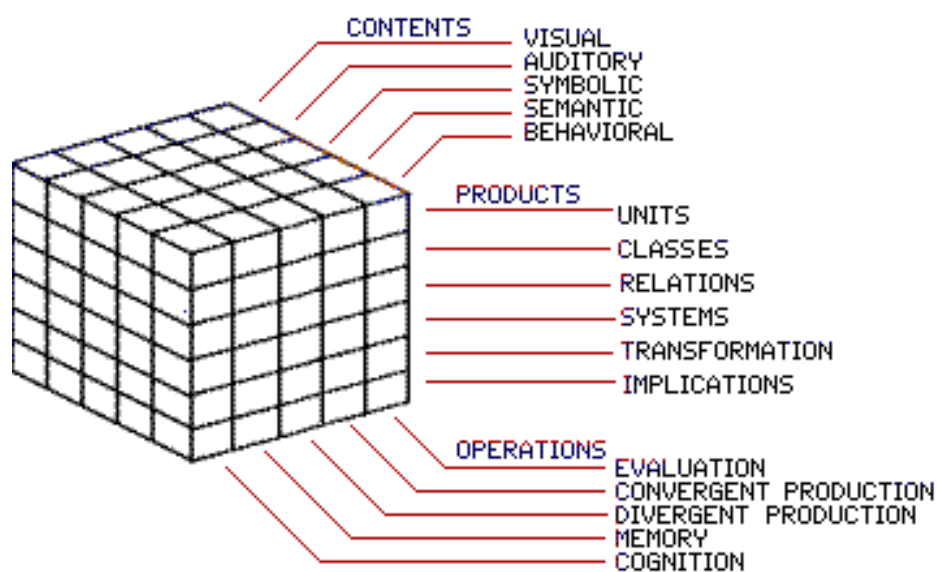 CONTENTS
VISUAL
AUDITORY
SYMBOLIC
SEMANTIC
BEHAVIORAL
PRODUCTS
UNITS
CLASSES
RELATIONS
SYSTEMS
TRANSFORMATION
IMPLICATIONS
OPERATIONS
EVALUATION
CONVERGENT PRODUCTION
DIVERGENT PRODUCTION
MEMORY
COGNITION